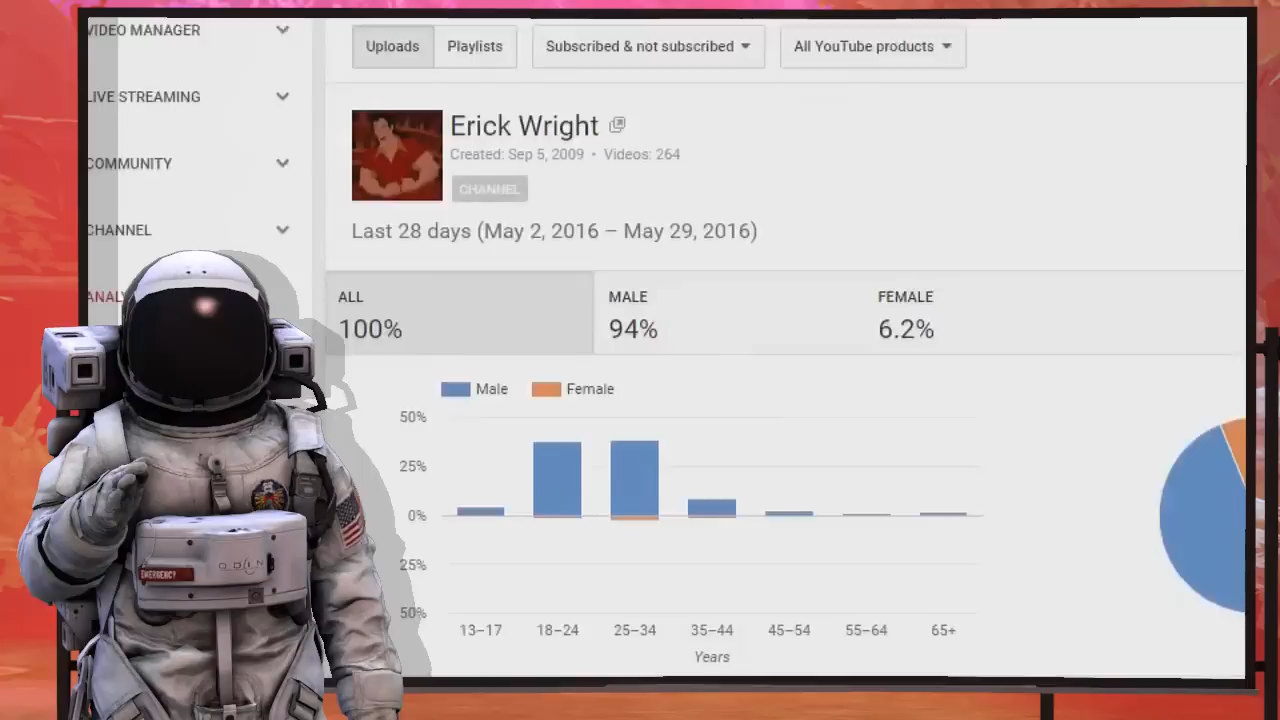 VIDEO MANAGER
LIVE STREAMING
COMMUNITY
CHANNEL
ANALY
Uploads Playlists Subscribed & not subscribed All YouTube products
Erick Wright
Created: Sep 5, 2009 • Videos: 264
CHANNEL
Last 28 days (May 2, 2016 – May 29, 2016)
ALL MALE FEMALE
100% 94% 6.2%
Male Female
50%
25%
0%
25%
50%
13–17 18–24 25–34 35–44 45–54 55–64 65+
Years
EMERGENCY
ODIN